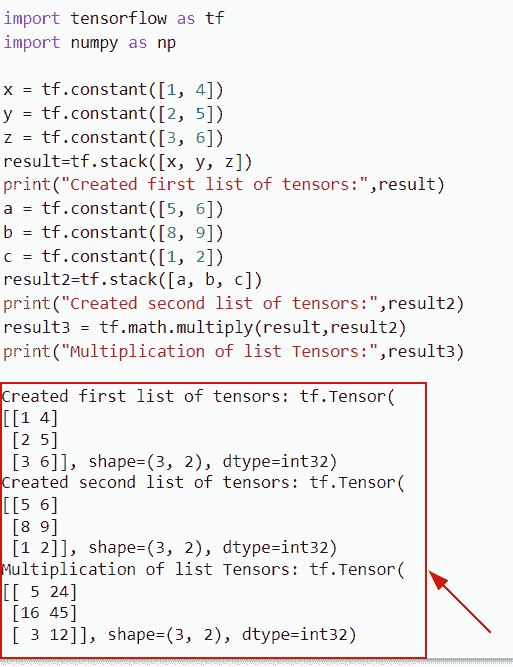 import tensorflow as tf
import numpy as np
x = tf.constant([1, 4])
y = tf.constant([2, 5])
z = tf.constant([3, 6])
result=tf.stack([x, y, z])
print("Created first list of tensors:",result)
a = tf.constant([5, 6])
b = tf.constant([8, 9])
c = tf.constant([1, 2])
result2=tf.stack([a, b, c])
print("Created second list of tensors:",result2)
result3 = tf.math.multiply(result,result2)
print("Multiplication of list Tensors:",result3)
Created first list of tensors: tf.Tensor(
[[1 4]
 [2 5]
 [3 6]], shape=(3, 2), dtype=int32)
Created second list of tensors: tf.Tensor(
[[5 6]
 [8 9]
 [1 2]], shape=(3, 2), dtype=int32)
Multiplication of list Tensors: tf.Tensor(
[[ 5 24]
 [16 45]
 [ 3 12]], shape=(3, 2), dtype=int32)